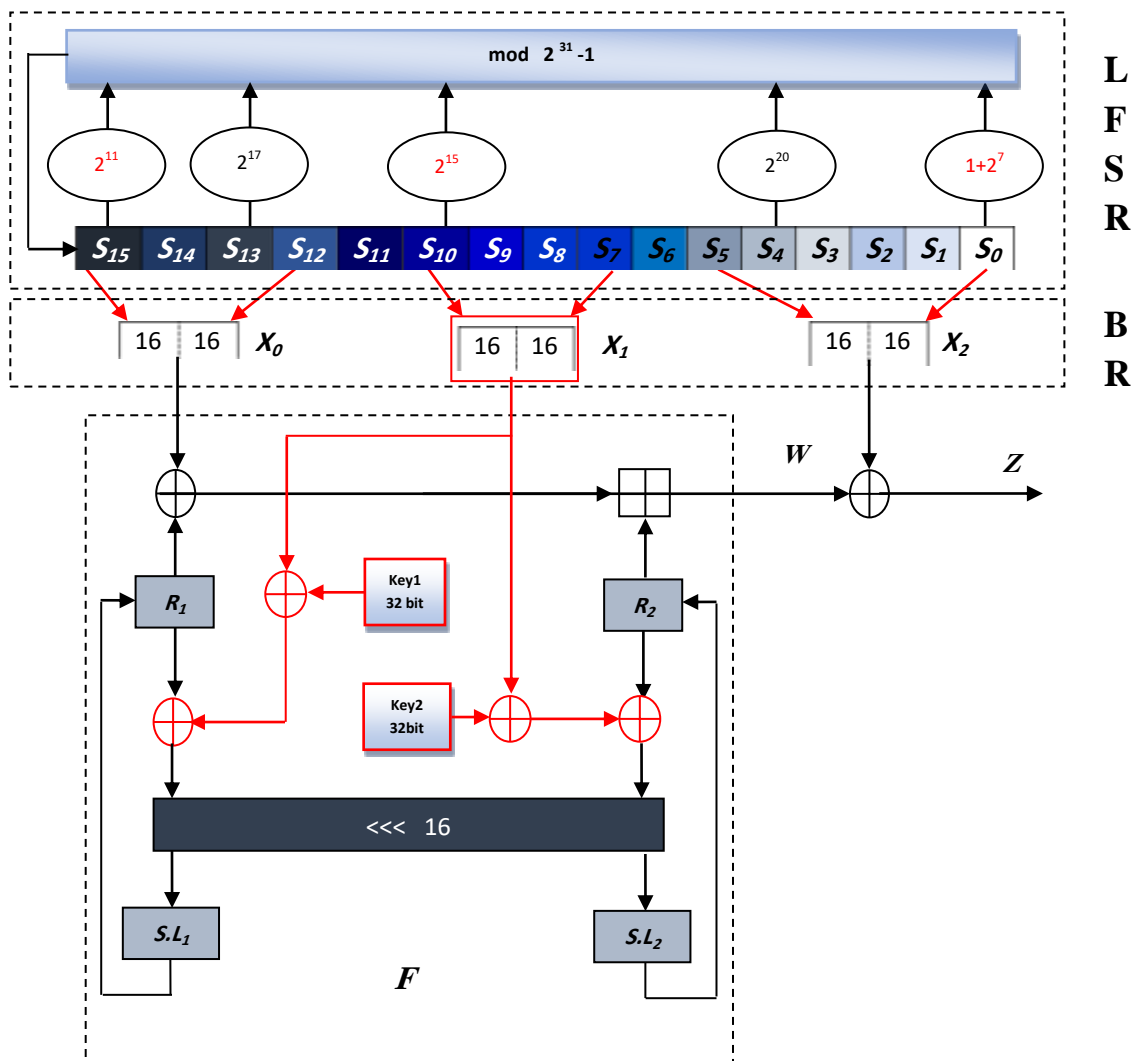 mod 2^31 -1
2^11 2^17 2^15 2^20 1+2^7
S15 S14 S13 S12 S11 S10 S9 S8 S7 S6 S5 S4 S3 S2 S1 S0
L
F
S
R
16 16 X0 16 16 X1 16 16 X2
B
R
W Z
Key1
32 bit
R1 R2
Key2
32bit
<<< 16
S.L1 S.L2
F